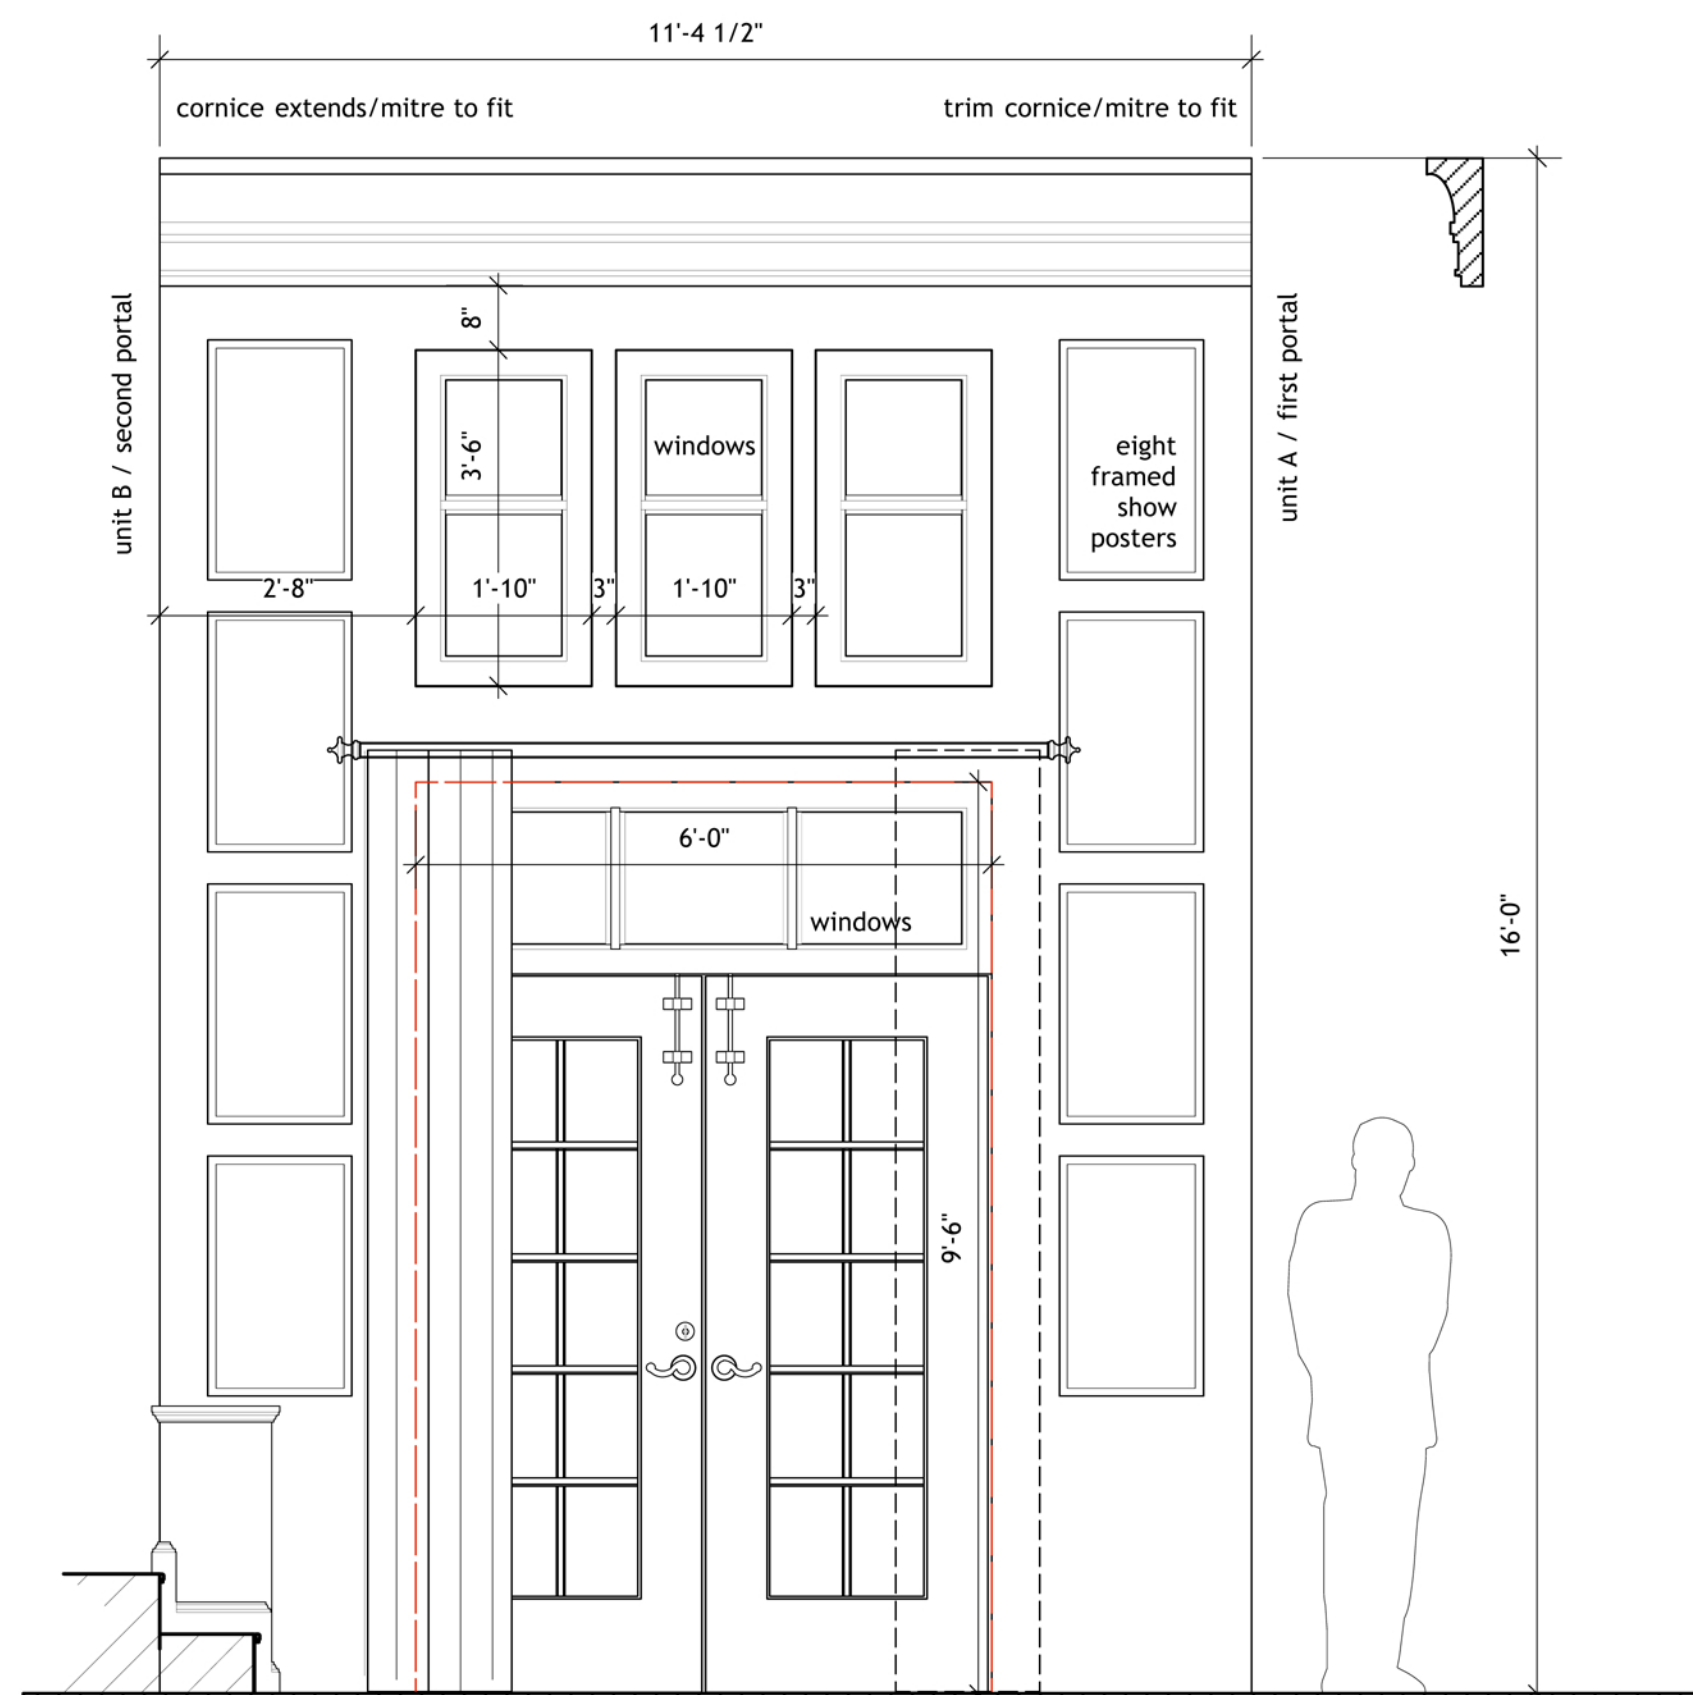 11'-4 1/2"
cornice extends/mitre to fit
trim cornice/mitre to fit
unit B / second portal
8"
unit A / first portal
3'-6"
windows
eight
framed
show
posters
2'-8"
1'-10"
3"
1'-10"
3"
6'-0"
windows
16'-0"
9'-6"